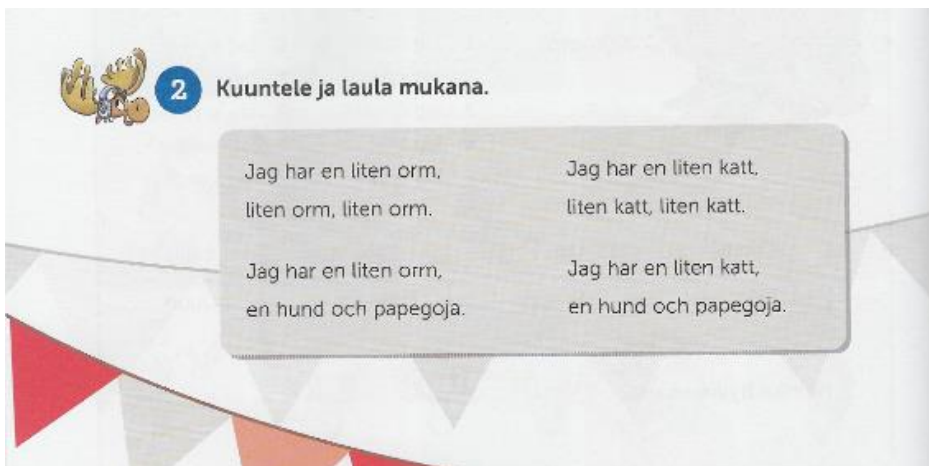 2 Kuuntele ja laula mukana.
Jag har en liten orm,
liten orm, liten orm.
Jag har en liten orm,
en hund och papegoja.
Jag har en liten katt,
liten katt, liten katt.
Jag har en liten katt,
en hund och papegoja.